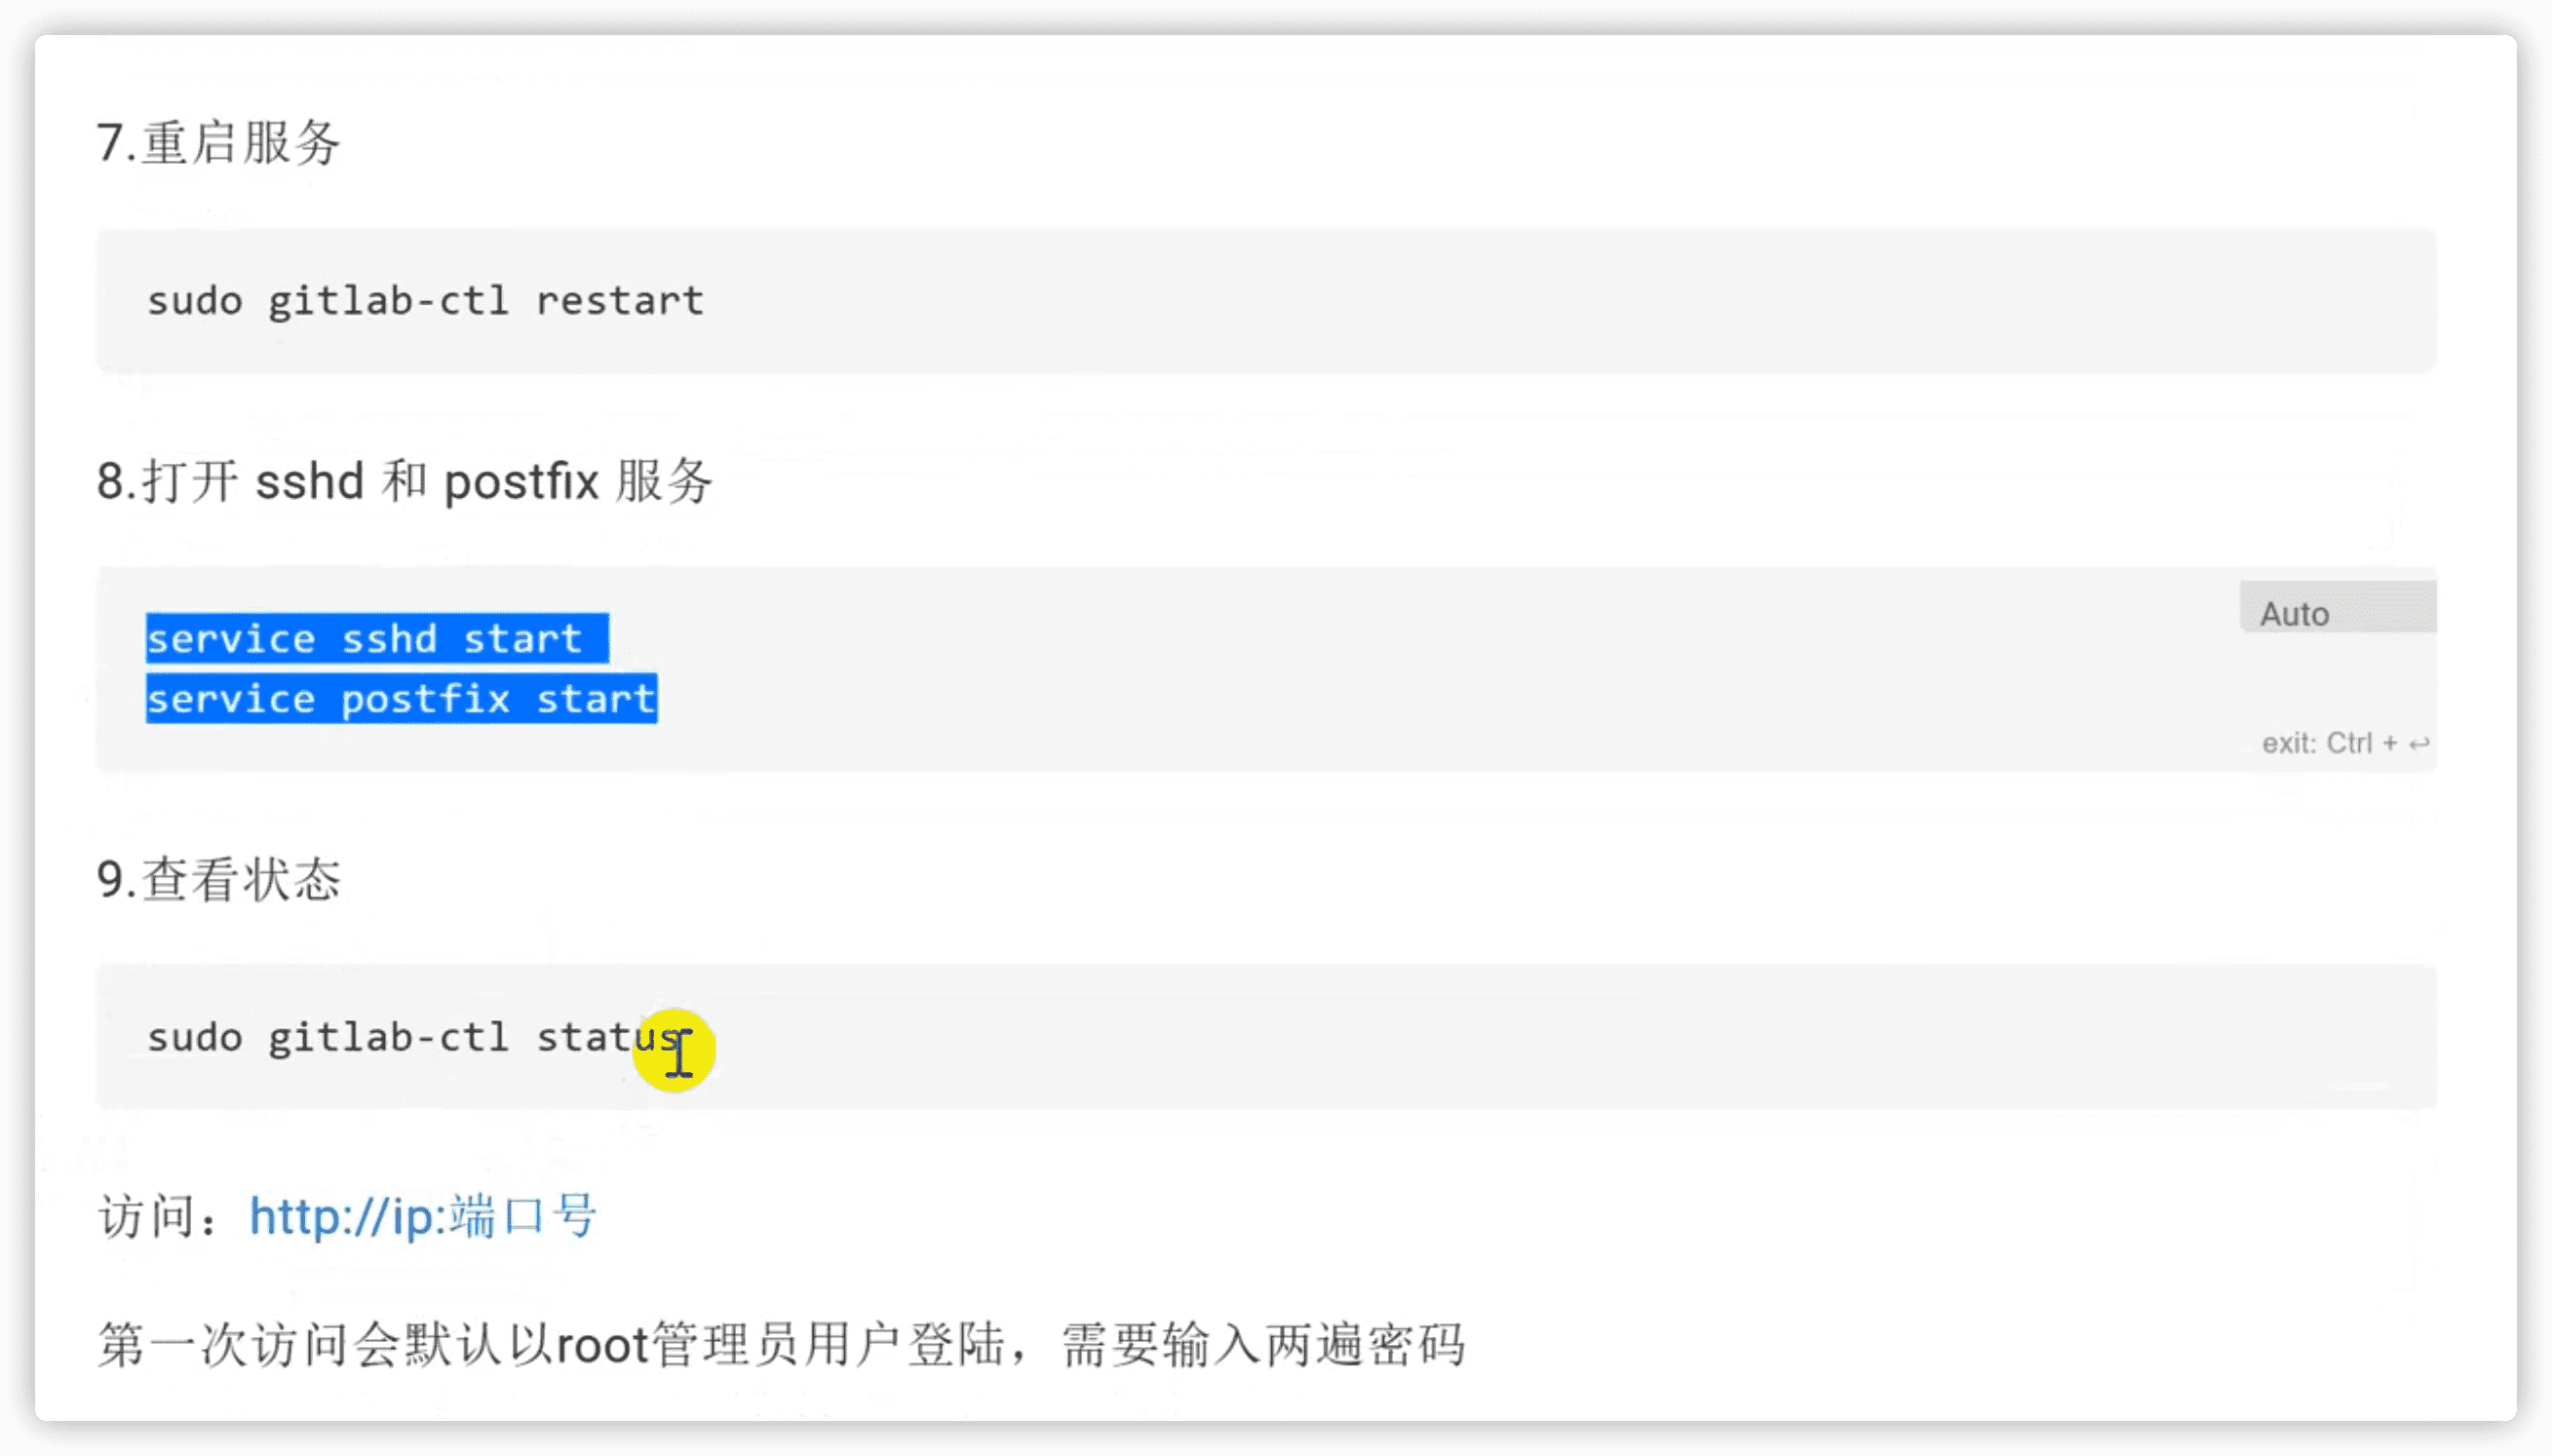 7.重启服务
sudo gitlab-ctl restart
8.打开 sshd 和 postfix 服务
service sshd start
Auto
service postfix start
exit: Ctrl + ↩
9.查看状态
sudo gitlab-ctl status
访问：http://ip:端口号
第一次访问会默认以root管理员用户登陆，需要输入两遍密码